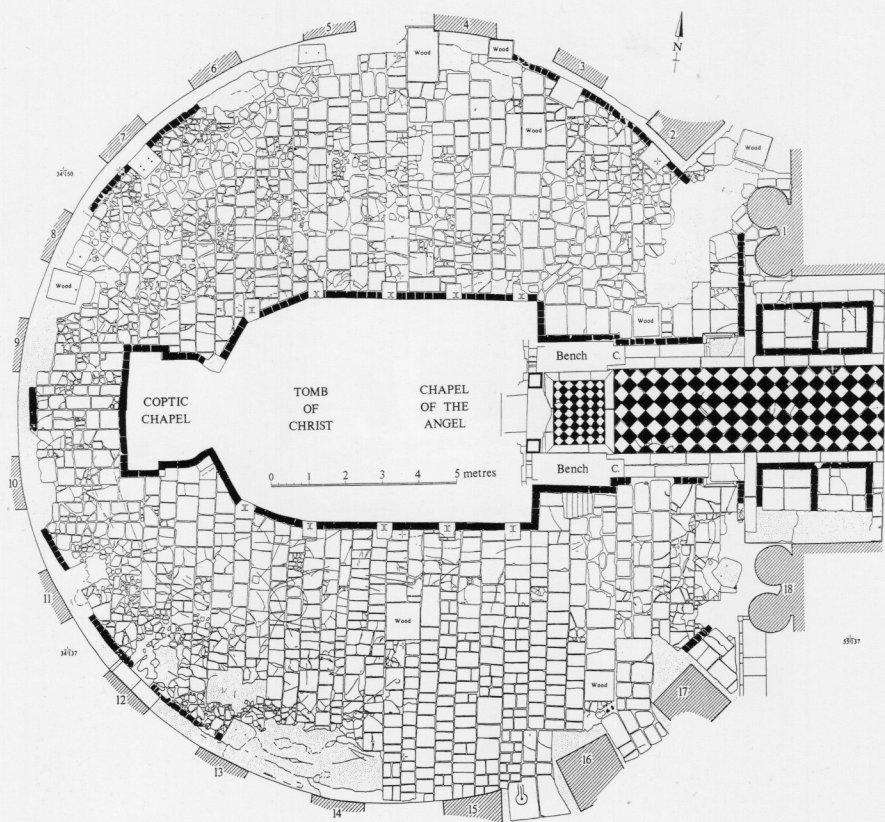 5
4
N
6
Wood
Wood
3
7
Wood
2
Wood
34/150
8
1
Wood
Wood
9
Bench
C.
COPTIC
CHAPEL
TOMB
OF
CHRIST
CHAPEL
OF THE
ANGEL
0 1 2 3 4 5 metres
Bench
C.
10
11
18
Wood
34/137
53/137
12
Wood
17
13
16
14
15